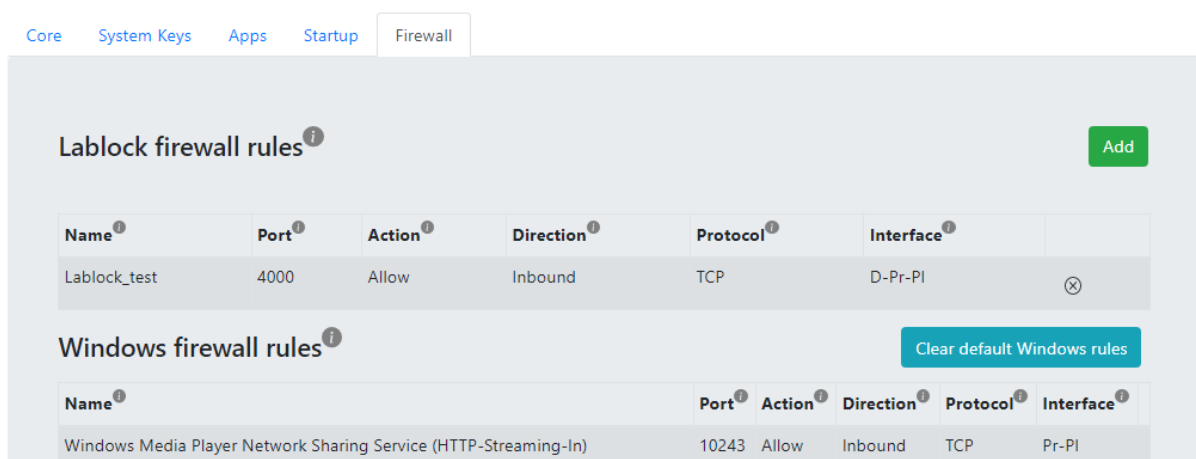 Core System Keys Apps Startup Firewall
Lablock firewall rules
Add
Name Port Action Direction Protocol Interface
Lablock_test 4000 Allow Inbound TCP D-Pr-Pl
Windows firewall rules
Clear default Windows rules
Name Port Action Direction Protocol Interface
Windows Media Player Network Sharing Service (HTTP-Streaming-In) 10243 Allow Inbound TCP Pr-Pl